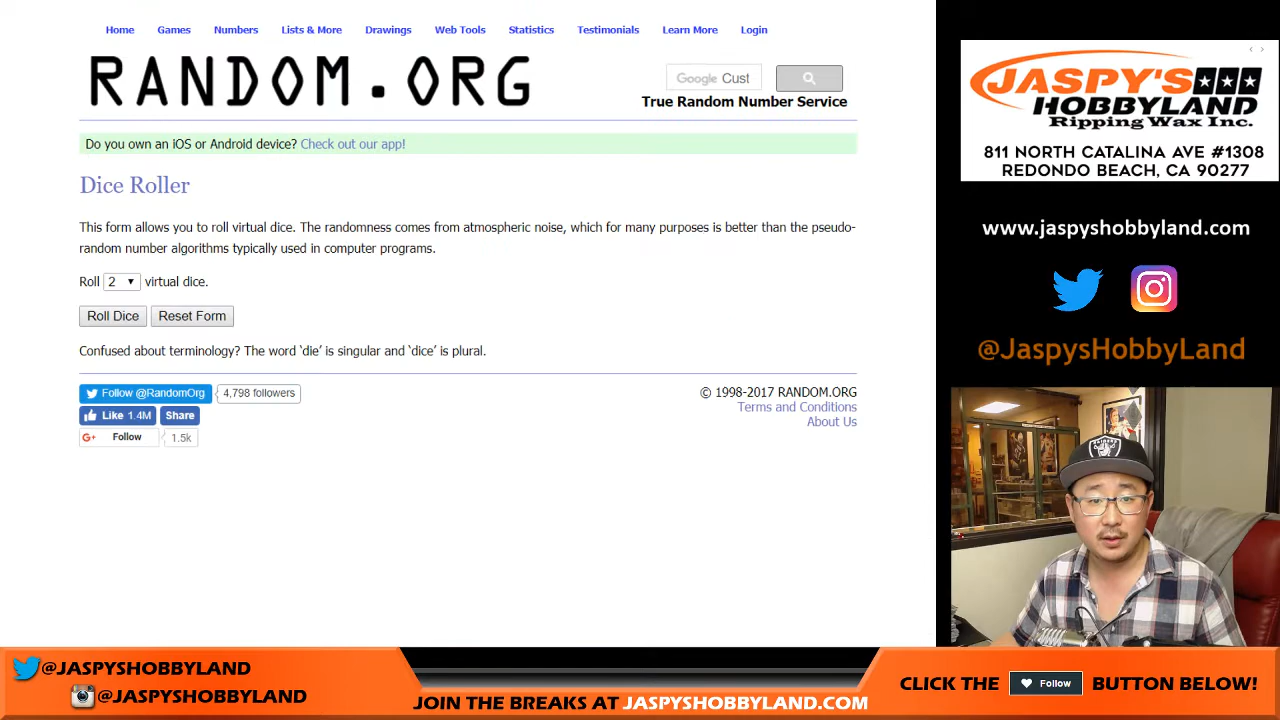 Home Games Numbers Lists & More Drawings Web Tools Statistics Testimonials Learn More Login
RANDOM.ORG
Google Cust
True Random Number Service
Do you own an iOS or Android device? Check out our app!
Dice Roller
This form allows you to roll virtual dice. The randomness comes from atmospheric noise, which for many purposes is better than the pseudo-
random number algorithms typically used in computer programs.
Roll 2 virtual dice.
Roll Dice Reset Form
Confused about terminology? The word ‘die’ is singular and ‘dice’ is plural.
Follow @RandomOrg 4,798 followers
Like 1.4M Share
G+ Follow 1.5k
© 1998-2017 RANDOM.ORG
Terms and Conditions
About Us
JASPY'S
HOBBYLAND
Ripping Wax Inc.
811 NORTH CATALINA AVE #1308
REDONDO BEACH, CA 90277
www.jaspyshobbyland.com
@JaspysHobbyLand
RAIDERS
@JASPYSHOBBYLAND
@JASPYSHOBBYLAND
JOIN THE BREAKS AT JASPYSHOBBYLAND.COM
CLICK THE Follow BUTTON BELOW!